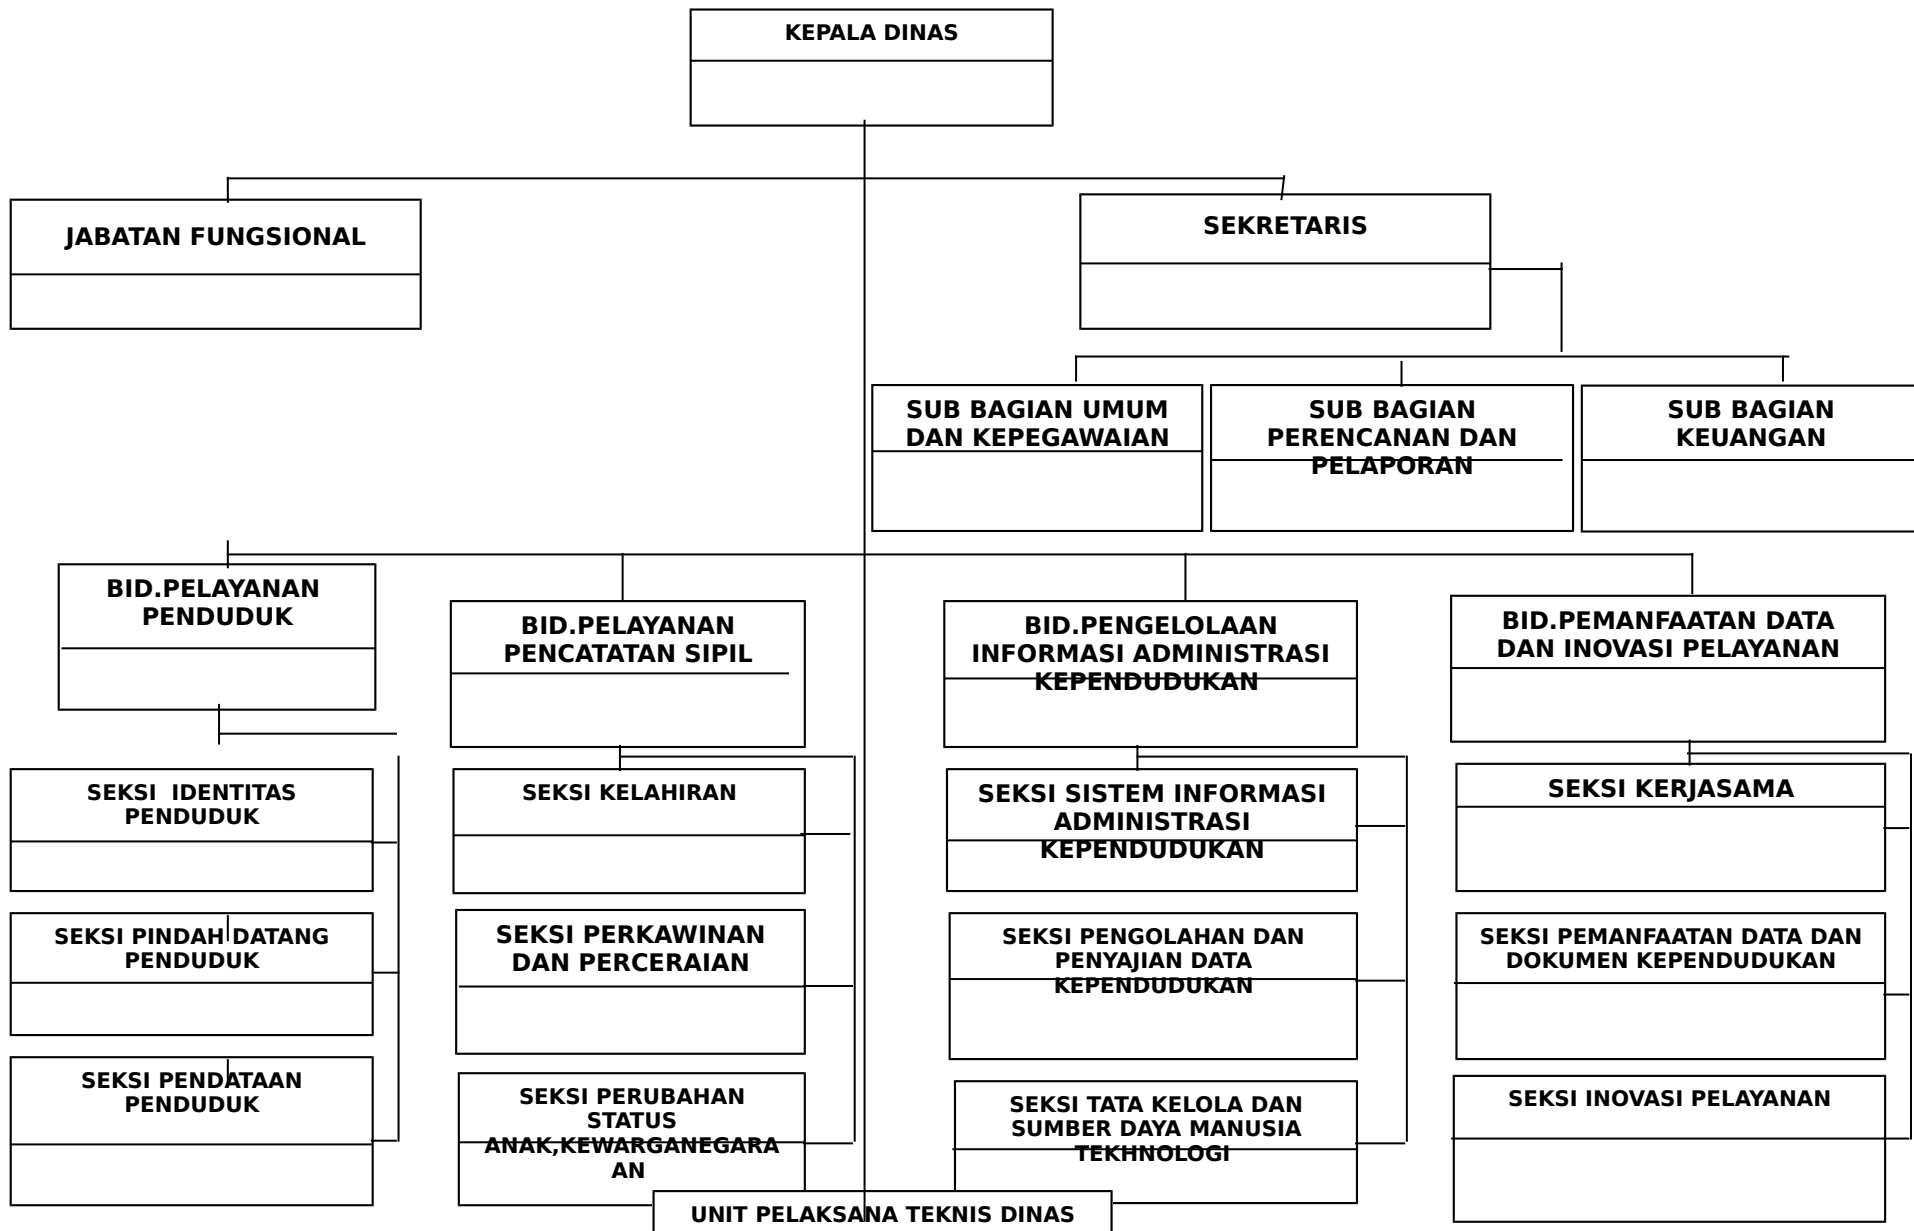 KEPALA DINAS
JABATAN FUNGSIONAL
SEKRETARIS
SUB BAGIAN UMUM
DAN KEPEGAWAIAN
SUB BAGIAN
PERENCANAN DAN
PELAPORAN
SUB BAGIAN
KEUANGAN
BID.PELAYANAN
PENDUDUK
BID.PELAYANAN
PENCATATAN SIPIL
BID.PENGELOLAAN
INFORMASI ADMINISTRASI
KEPENDUDUKAN
BID.PEMANFAATAN DATA
DAN INOVASI PELAYANAN
SEKSI  IDENTITAS
PENDUDUK
SEKSI KELAHIRAN
SEKSI SISTEM INFORMASI
ADMINISTRASI
KEPENDUDUKAN
SEKSI KERJASAMA
SEKSI PINDAH DATANG
PENDUDUK
SEKSI PERKAWINAN
DAN PERCERAIAN
SEKSI PENGOLAHAN DAN
PENYAJIAN DATA
KEPENDUDUKAN
SEKSI PEMANFAATAN DATA DAN
DOKUMEN KEPENDUDUKAN
SEKSI PENDATAAN
PENDUDUK
SEKSI PERUBAHAN
STATUS
ANAK,KEWARGANEGARA
AN
SEKSI TATA KELOLA DAN
SUMBER DAYA MANUSIA
TEKHNOLOGI
SEKSI INOVASI PELAYANAN
UNIT PELAKSANA TEKNIS DINAS